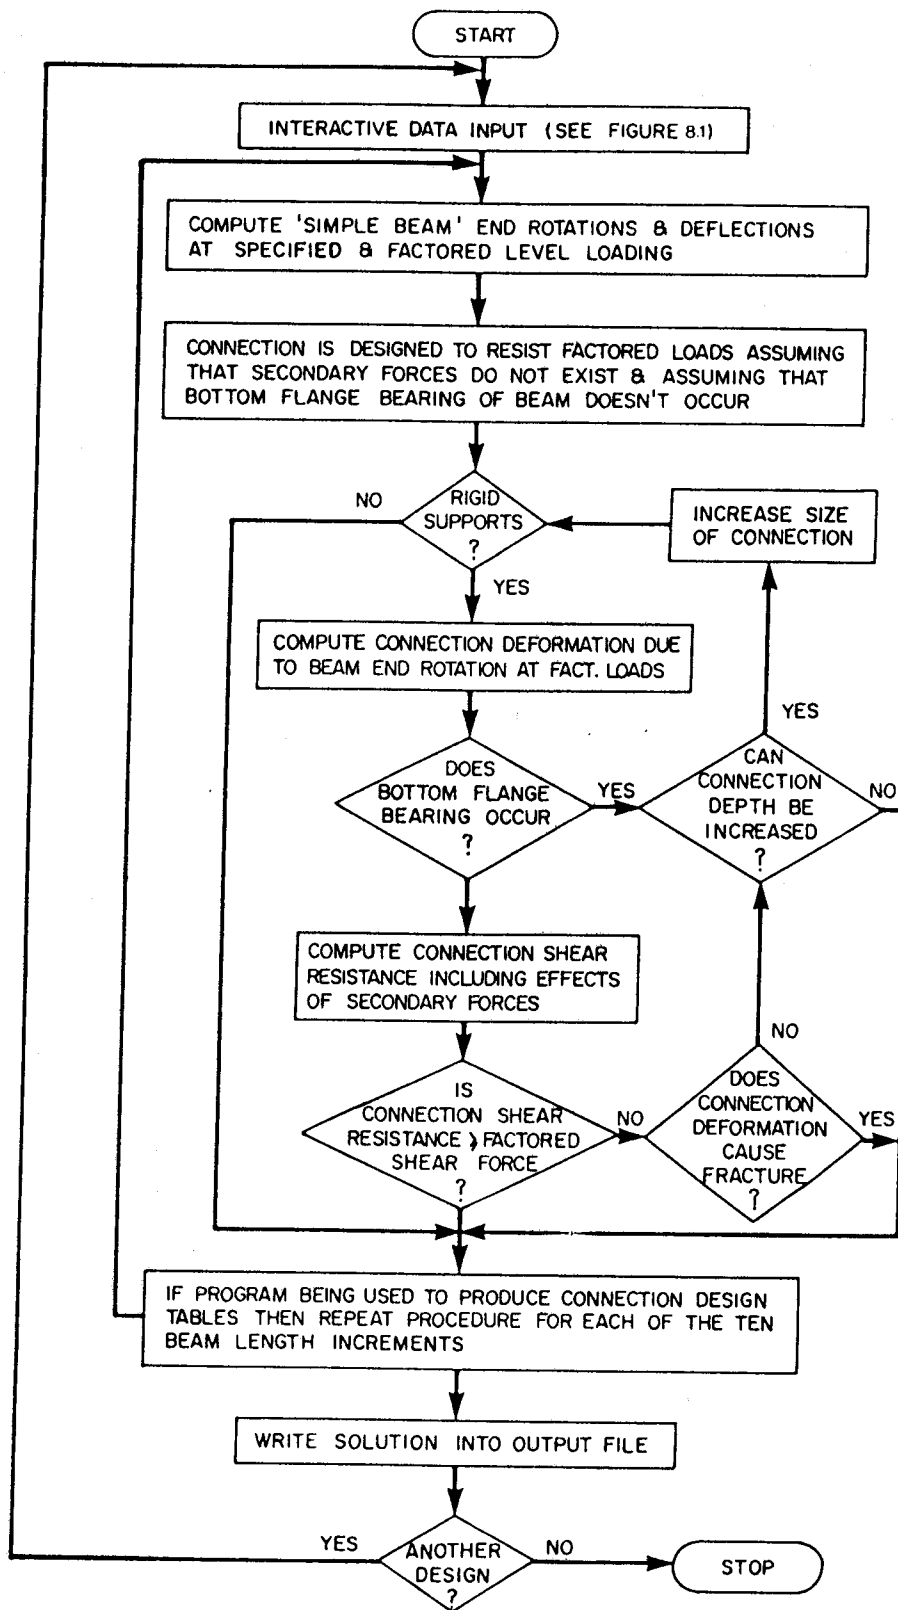 START
INTERACTIVE DATA INPUT (SEE FIGURE 8.1)
COMPUTE 'SIMPLE BEAM' END ROTATIONS & DEFLECTIONS
AT SPECIFIED & FACTORED LEVEL LOADING
CONNECTION IS DESIGNED TO RESIST FACTORED LOADS ASSUMING
THAT SECONDARY FORCES DO NOT EXIST & ASSUMING THAT
BOTTOM FLANGE BEARING OF BEAM DOESN'T OCCUR
NO
RIGID
SUPPORTS
?
INCREASE SIZE
OF CONNECTION
YES
COMPUTE CONNECTION DEFORMATION DUE
TO BEAM END ROTATION AT FACT. LOADS
YES
DOES
BOTTOM FLANGE
BEARING OCCUR
?
YES
CAN
CONNECTION
DEPTH BE
INCREASED
?
NO
COMPUTE CONNECTION SHEAR
RESISTANCE INCLUDING EFFECTS
OF SECONDARY FORCES
NO
IS
CONNECTION SHEAR
RESISTANCE ⟩ FACTORED
SHEAR FORCE
?
NO
DOES
CONNECTION
DEFORMATION
CAUSE
FRACTURE
?
YES
IF PROGRAM BEING USED TO PRODUCE CONNECTION DESIGN
TABLES THEN REPEAT PROCEDURE FOR EACH OF THE TEN
BEAM LENGTH INCREMENTS
WRITE SOLUTION INTO OUTPUT FILE
YES
ANOTHER
DESIGN
?
NO
STOP